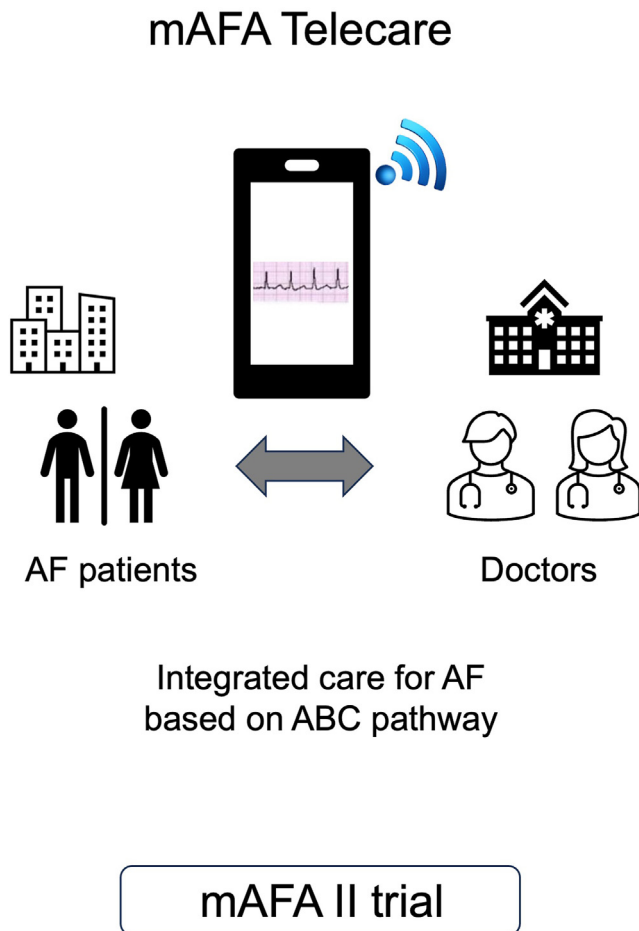 mAFA Telecare
AF patients
Doctors
Integrated care for AF
based on ABC pathway
mAFA II trial